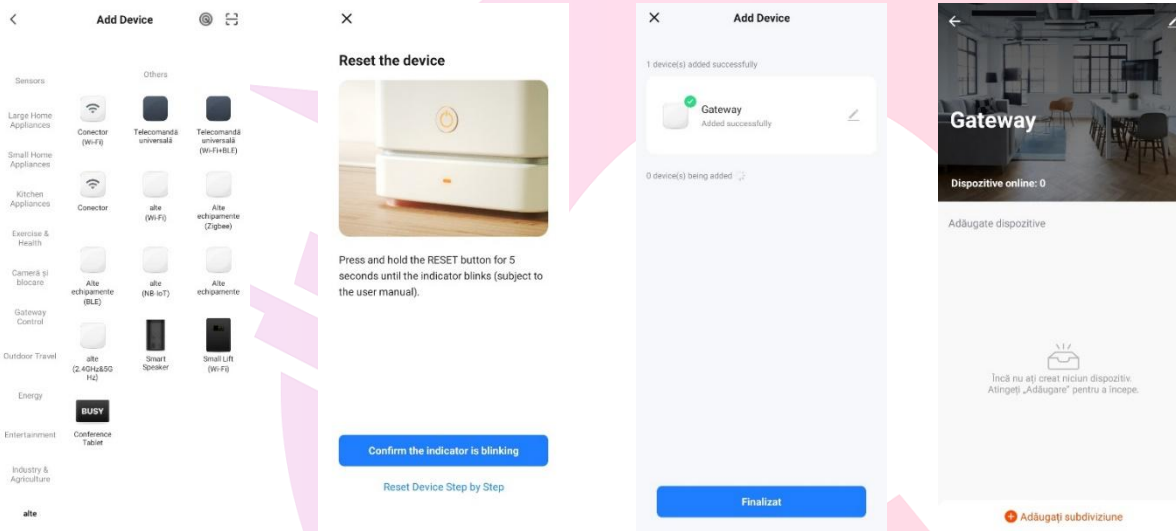 Add Device
Sensors
Large Home
Appliances
Small Home
Appliances
Kitchen
Appliances
Exercise &
Health
Cameră și
blocare
Gateway
Control
Outdoor Travel
Energy
Entertainment
Industry &
Agriculture
alte
Others
Conector
(Wi-Fi)
Telecomandă
universală
Telecomandă
universală
(Wi-Fi+BLE)
Conector
alte
(Wi-Fi)
Alte
echipamente
(Zigbee)
Alte
echipamente
(BLE)
alte
(NB-IoT)
Alte
echipamente
alte
(2.4GHz&5G
Hz)
Smart
Speaker
Small Lift
(Wi-Fi)
BUSY
Conference
Tablet
Reset the device
Press and hold the RESET button for 5
seconds until the indicator blinks (subject to
the user manual).
Confirm the indicator is blinking
Reset Device Step by Step
Add Device
1 device(s) added successfully
Gateway
Added successfully
0 device(s) being added
Finalizat
Gateway
Dispozitive online: 0
Adăugate dispozitive
Încă nu ați creat niciun dispozitiv.
Atingeți „Adăugare” pentru a începe.
Adăugați subdiviziune